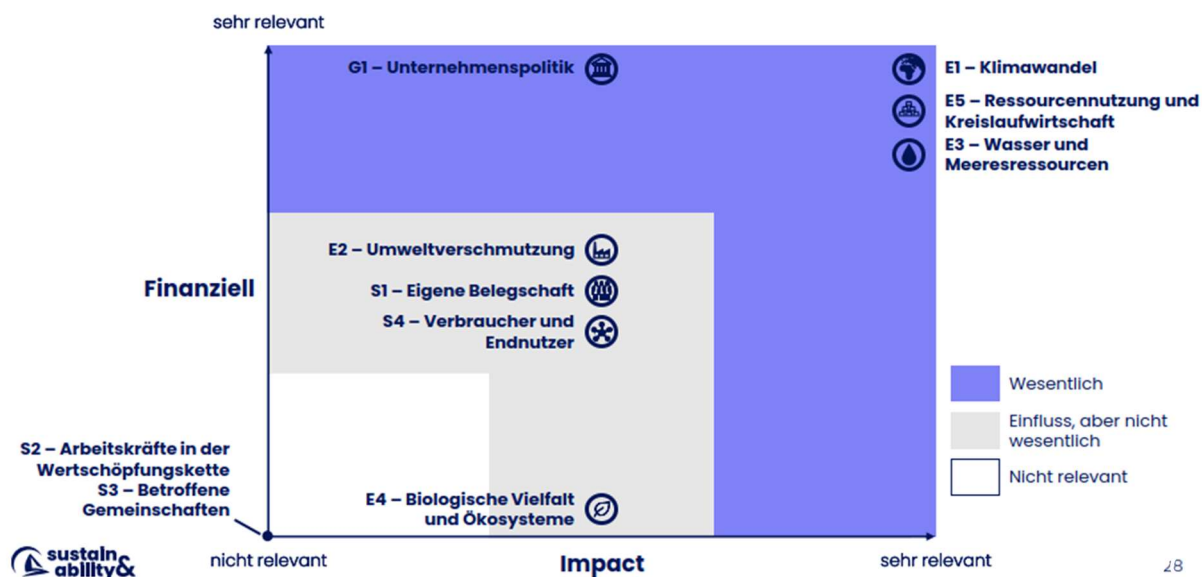 sehr relevant
G1 – Unternehmenspolitik
E1 – Klimawandel
E5 – Ressourcennutzung und
Kreislaufwirtschaft
E3 – Wasser und
Meeresressourcen
E2 – Umweltverschmutzung
Finanziell
S1 – Eigene Belegschaft
S4 – Verbraucher und
Endnutzer
Wesentlich
Einfluss, aber nicht
wesentlich
Nicht relevant
S2 – Arbeitskräfte in der
Wertschöpfungskette
S3 – Betroffene
Gemeinschaften
E4 – Biologische Vielfalt
und Ökosysteme
nicht relevant
Impact
sehr relevant
sustain
ability&
28